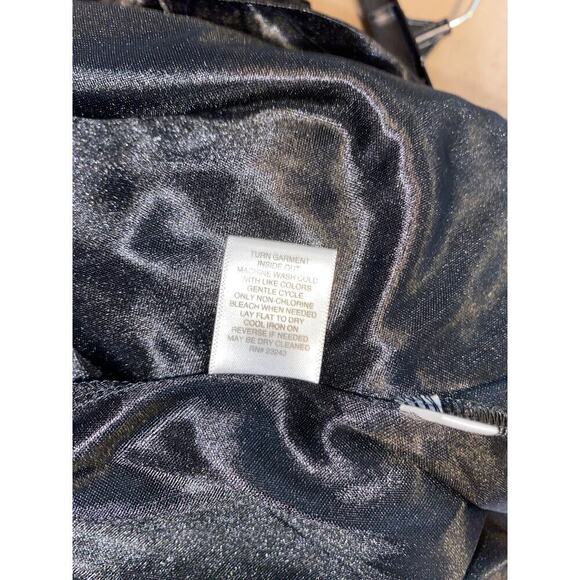 TURN GARMENT
INSIDE OUT
MACHINE WASH COLD
WITH LIKE COLORS
GENTLE CYCLE
ONLY NON-CHLORINE
BLEACH WHEN NEEDED
LAY FLAT TO DRY
COOL IRON ON
REVERSE IF NEEDED
MAY BE DRY CLEANED
RN# 23243